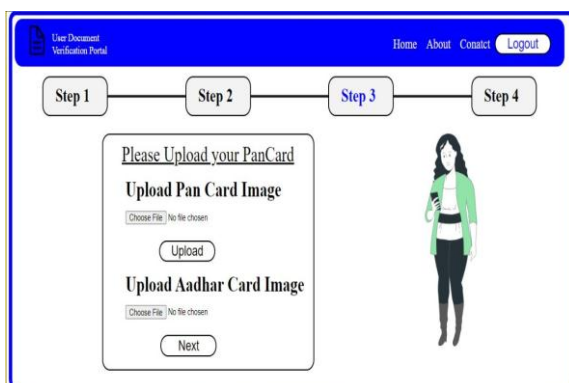 User Document
Verification Portal
Home About Conatct Logout
Step 1 Step 2 Step 3 Step 4
Please Upload your PanCard
Upload Pan Card Image
Choose File No file chosen
Upload
Upload Aadhar Card Image
Choose File No file chosen
Next